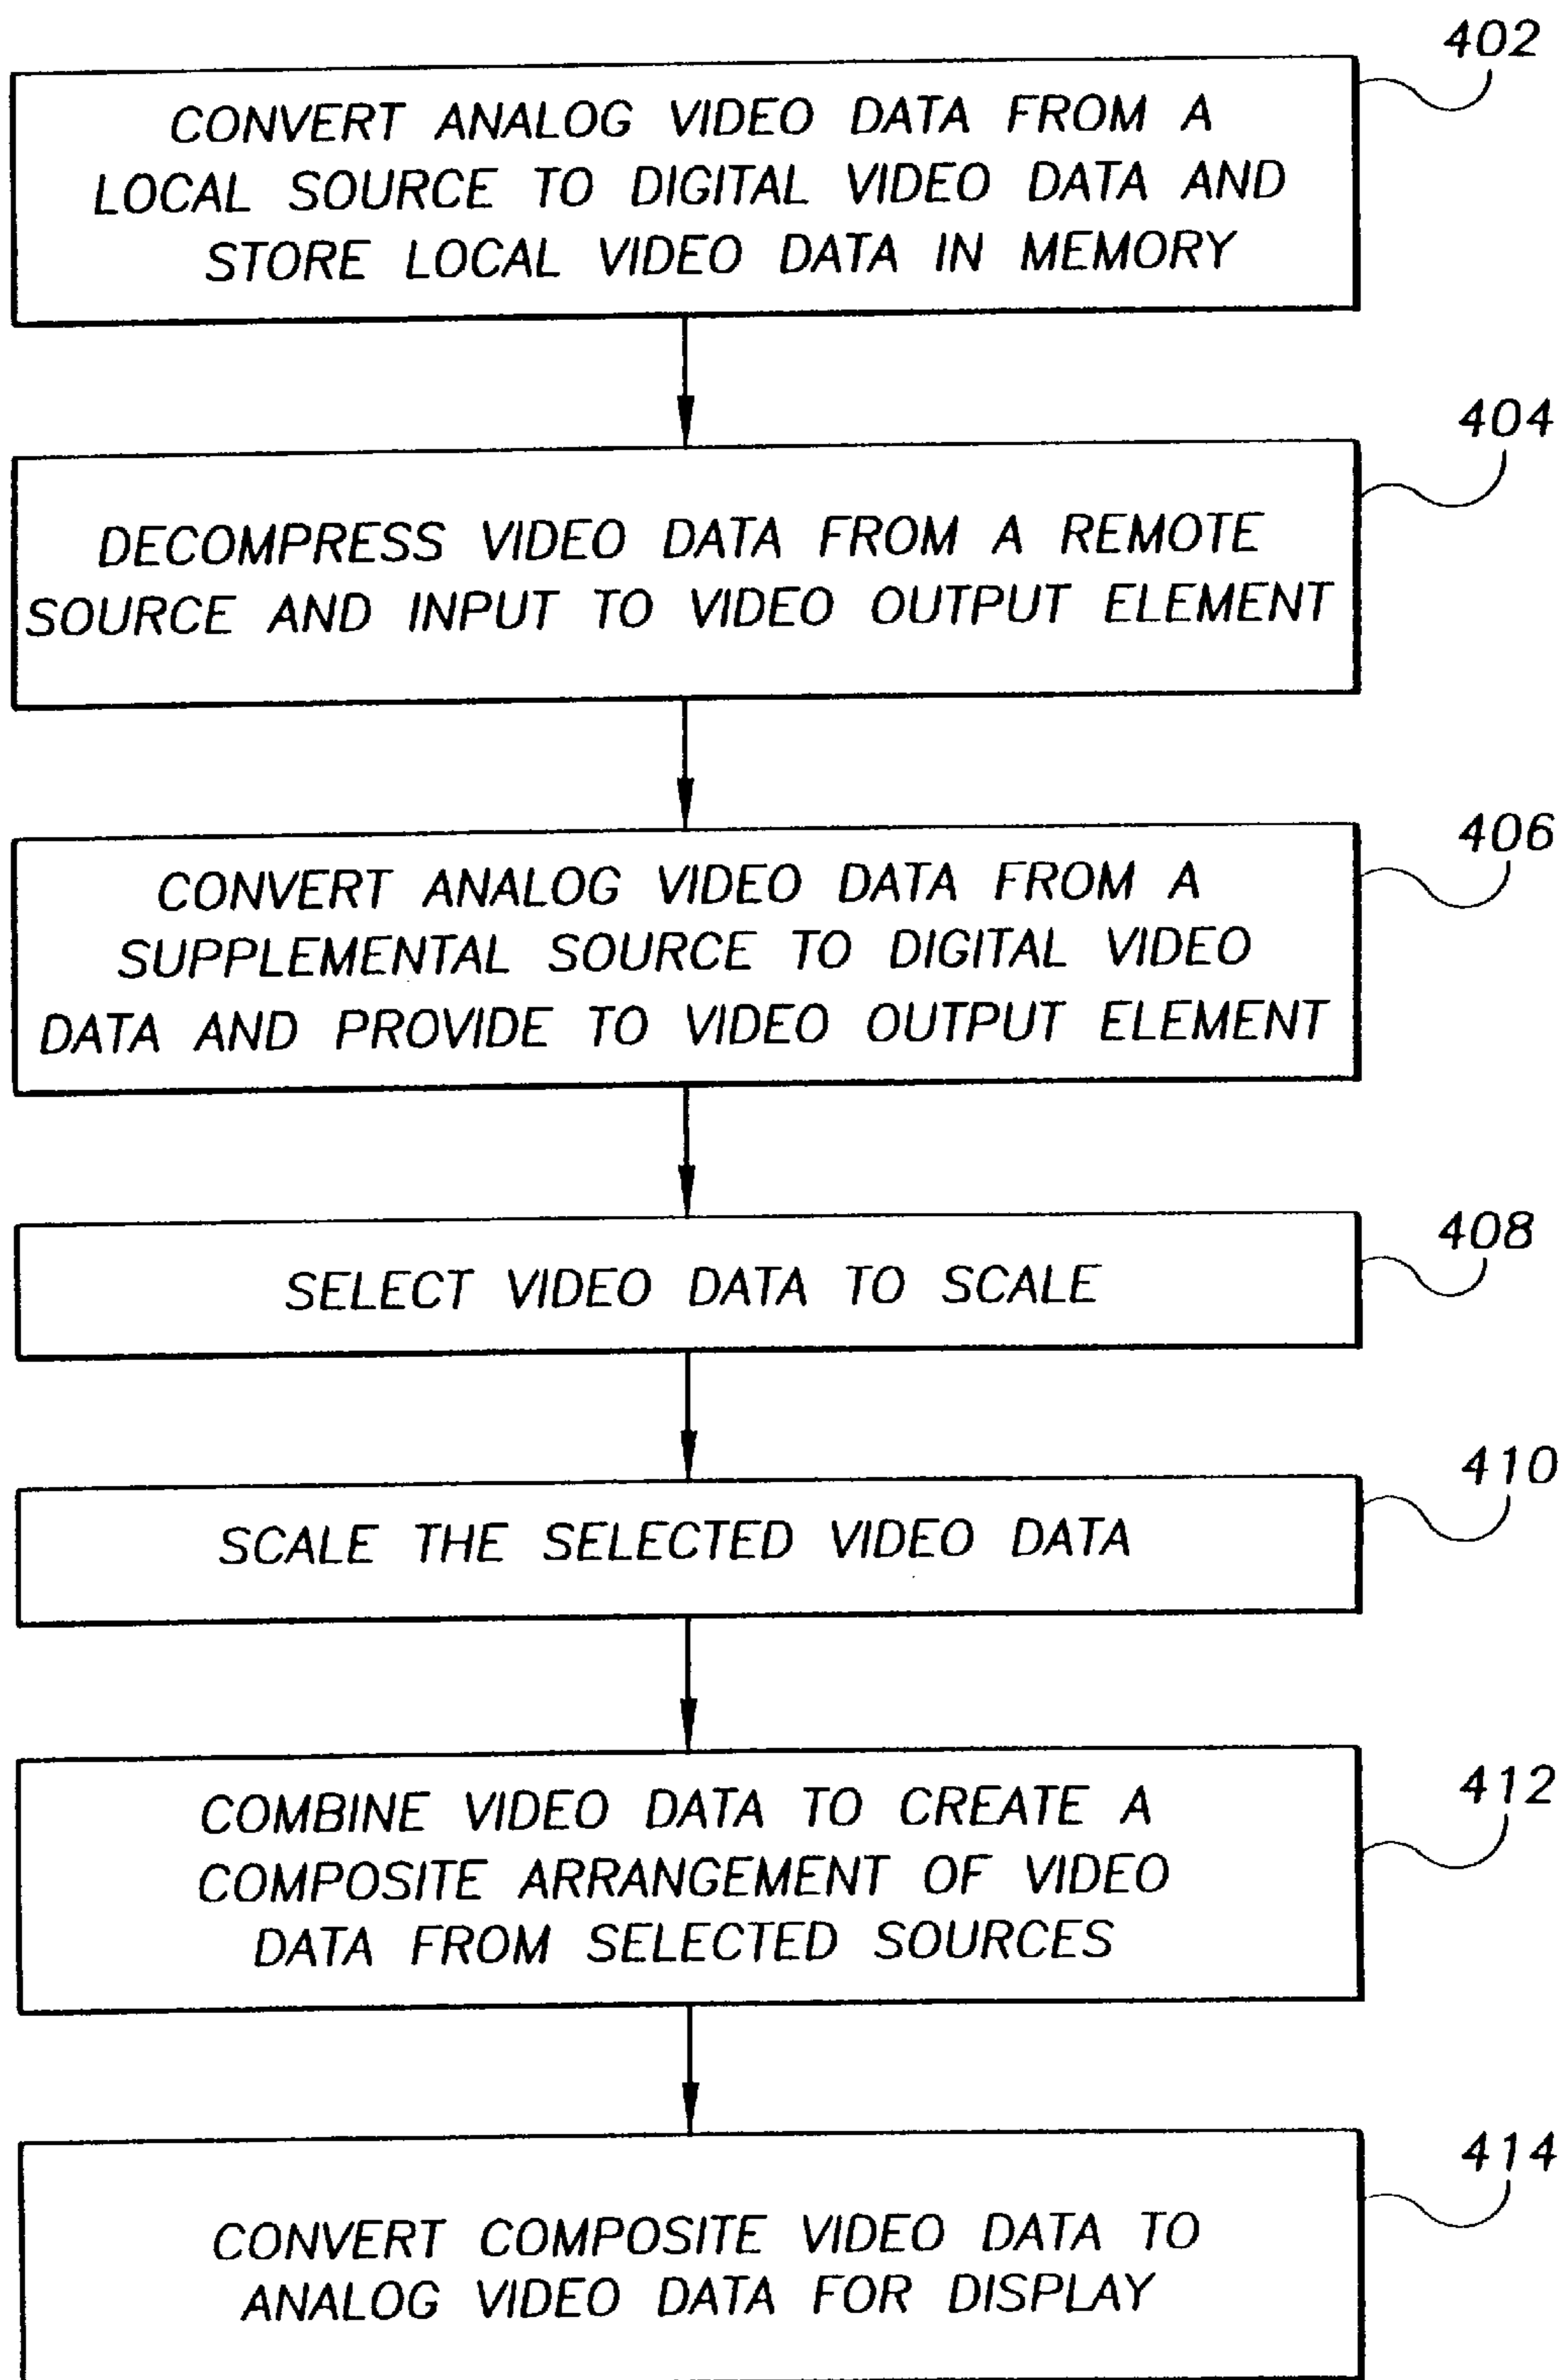 402
CONVERT ANALOG VIDEO DATA FROM A
LOCAL SOURCE TO DIGITAL VIDEO DATA AND
STORE LOCAL VIDEO DATA IN MEMORY
404
DECOMPRESS VIDEO DATA FROM A REMOTE
SOURCE AND INPUT TO VIDEO OUTPUT ELEMENT
406
CONVERT ANALOG VIDEO DATA FROM A
SUPPLEMENTAL SOURCE TO DIGITAL VIDEO
DATA AND PROVIDE TO VIDEO OUTPUT ELEMENT
408
SELECT VIDEO DATA TO SCALE
410
SCALE THE SELECTED VIDEO DATA
412
COMBINE VIDEO DATA TO CREATE A
COMPOSITE ARRANGEMENT OF VIDEO
DATA FROM SELECTED SOURCES
414
CONVERT COMPOSITE VIDEO DATA TO
ANALOG VIDEO DATA FOR DISPLAY